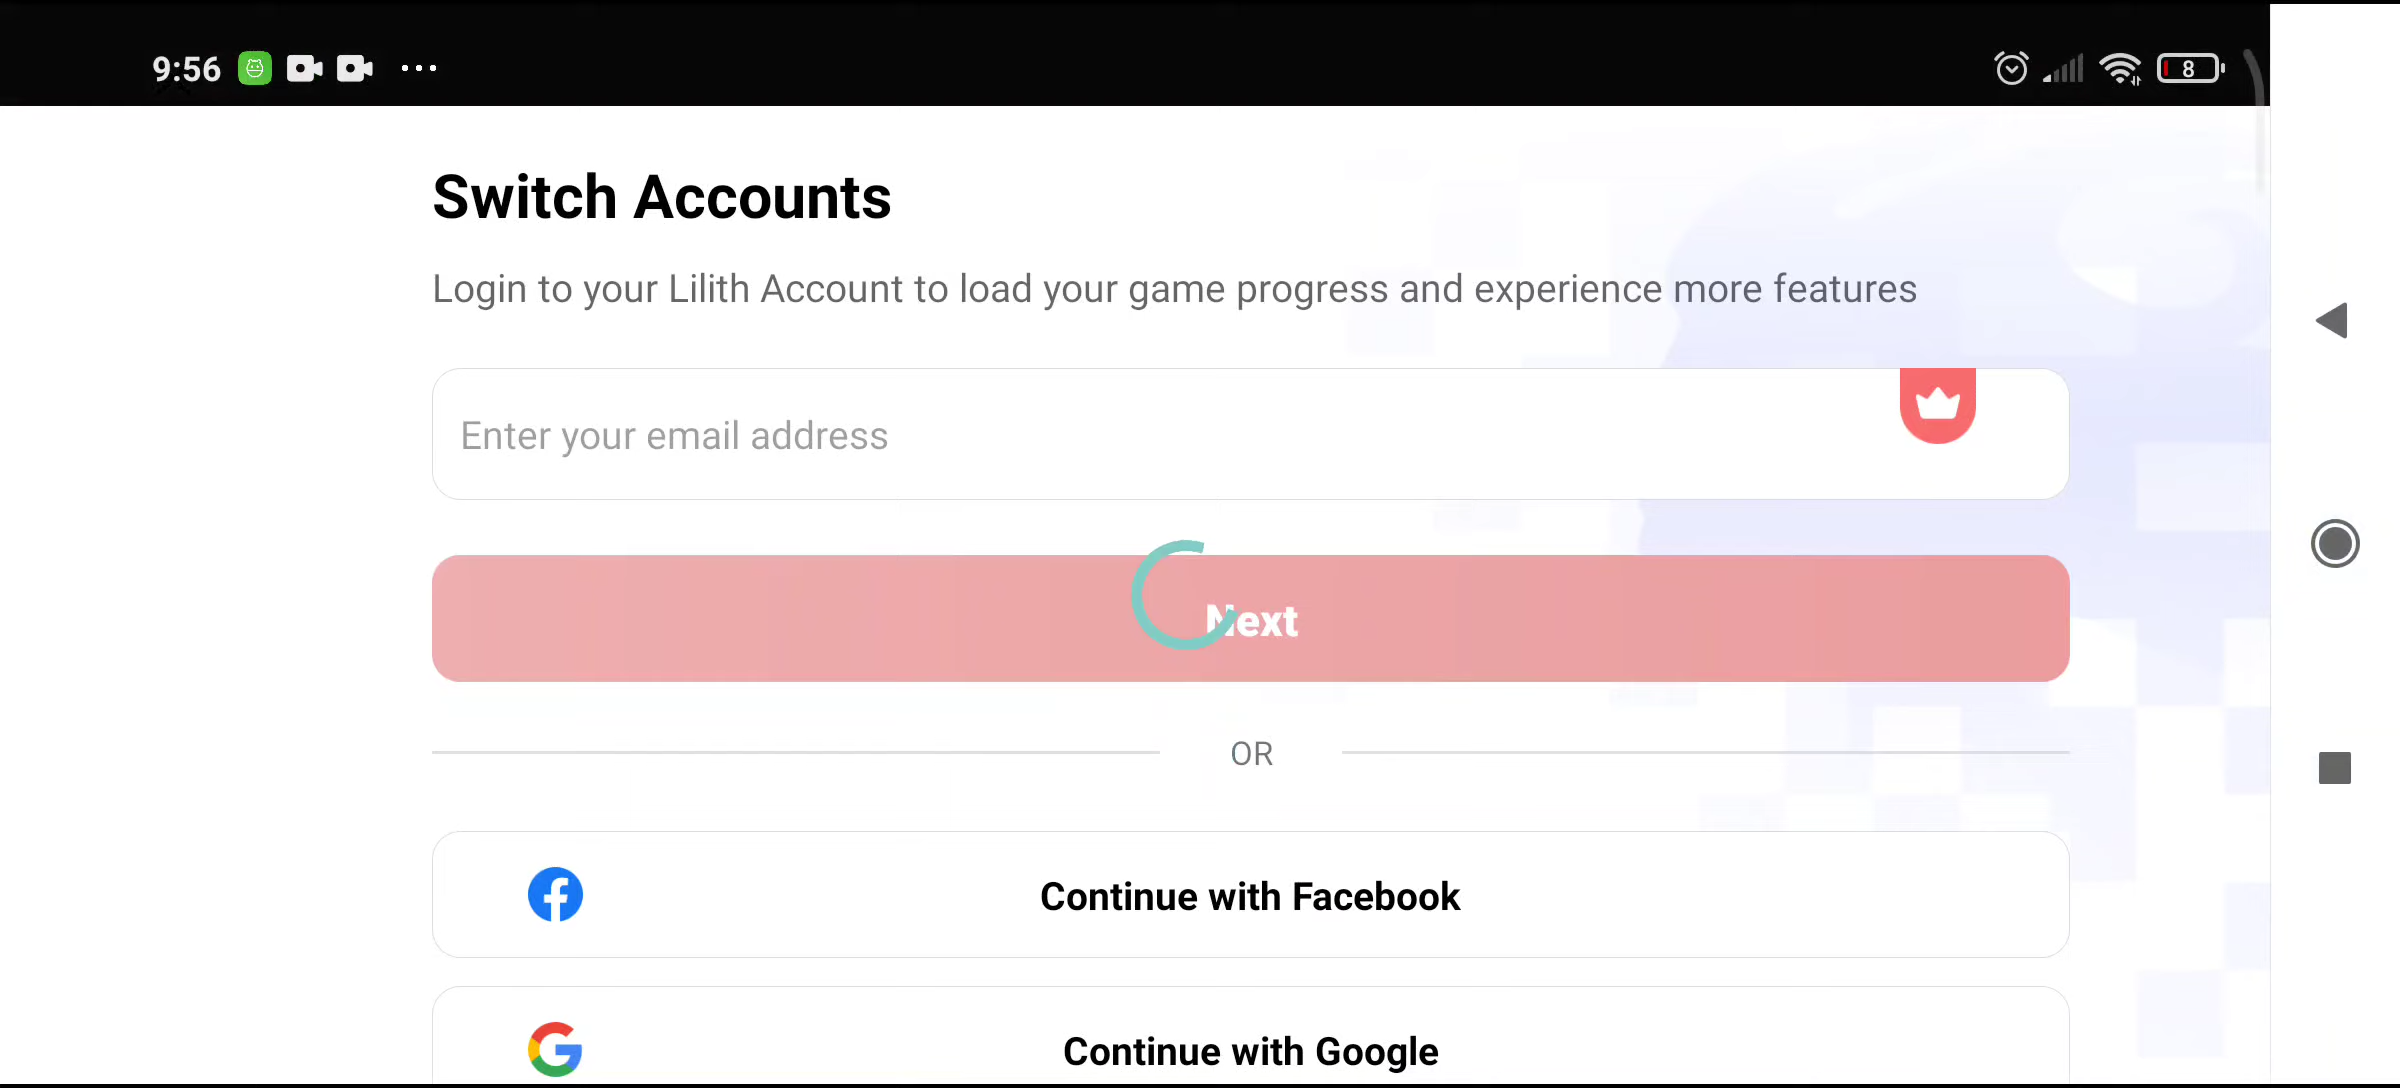 9:56
8
Switch Accounts
Login to your Lilith Account to load your game progress and experience more features
Enter your email address
Next
OR
Continue with Facebook
Continue with Google